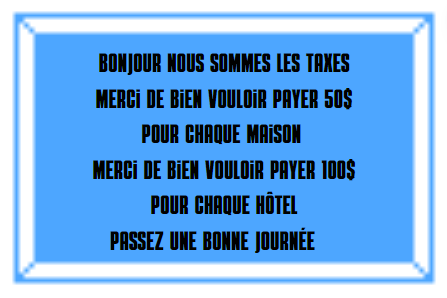 BONJOUR NOUS SOMMES LES TAXES
MERCi DE BiEN VOULOiR PAYER 50$
POUR CHAQUE MAiSON
MERCi DE BiEN VOULOiR PAYER 100$
POUR CHAQUE HÔTEL
PASSEZ UNE BONNE JOURNÉE